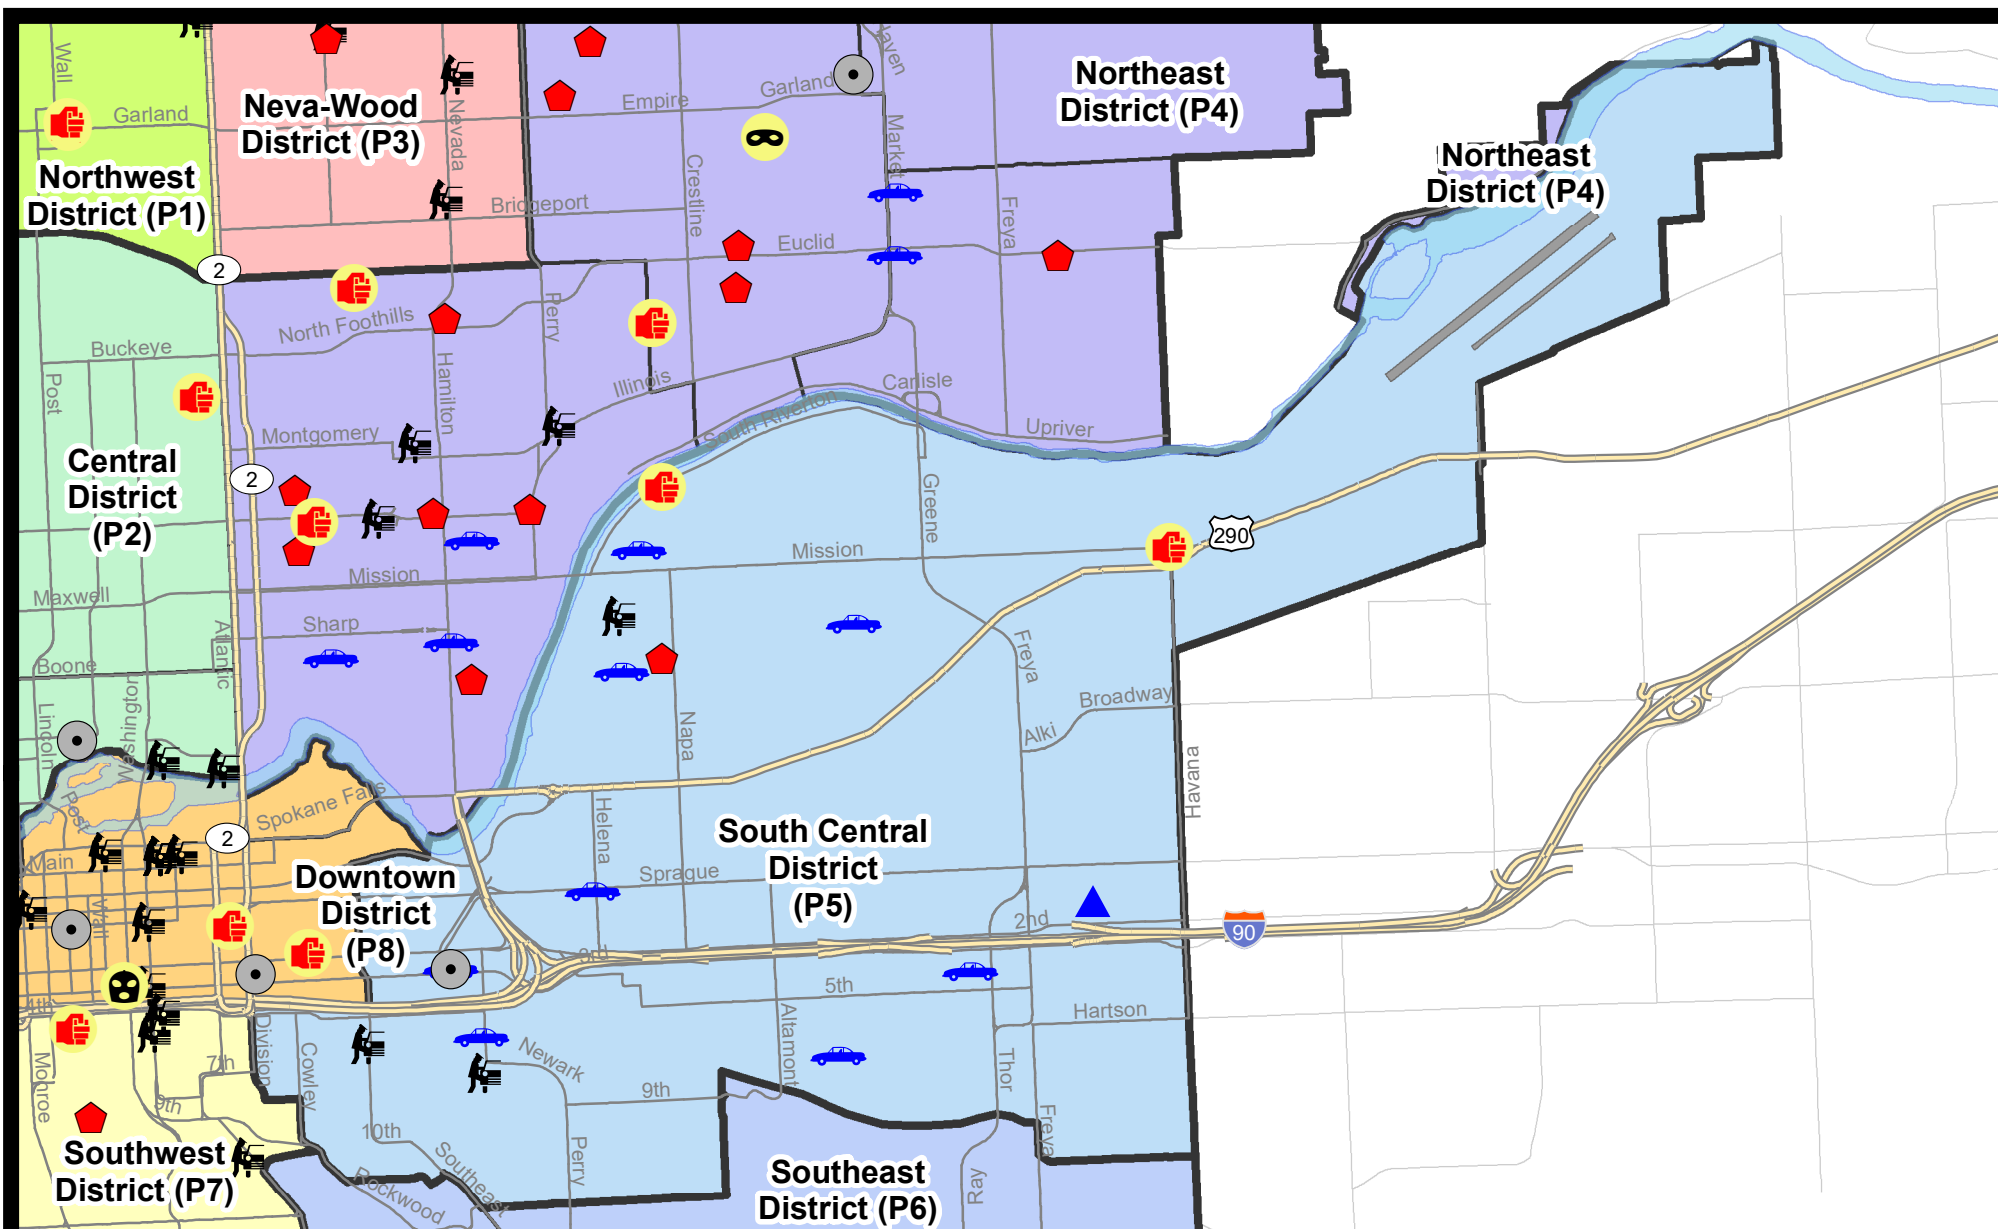 Wall
Garland
Northwest
District (P1)
Neva-Wood
District (P3)
Nevada
Empire
Garland
Haven
Market
Crestline
Bridgeport
Euclid
Freya
Northeast
District (P4)
Northeast
District (P4)
2
North Foothills
Perry
Buckeye
Post
Hamilton
Illinois
Carlisle
South Riverton
Upriver
Montgomery
Central
District
(P2)
2
Greene
290
Mission
Mission
Maxwell
Sharp
Atlantic
Boone
Washington
Lincoln
Freya
Broadway
Alki
Napa
Havana
Post
Spokane Falls
2
Helena
Main
Wall
Downtown
District
(P8)
South Central
District
(P5)
Sprague
2nd
3rd
90
4th
5th
Altamont
Hartson
Monroe
7th
Division
Cowley
Newark
9th
9th
Thor
Freya
10th
Southeast
Perry
Rockwood
Southwest
District (P7)
Southeast
District (P6)
Ray